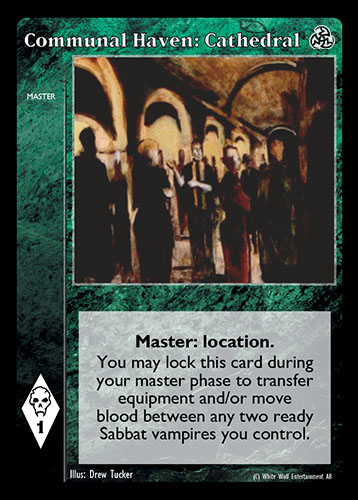 Communal Haven: Cathedral
MASTER
Master: location.
You may lock this card during
your master phase to transfer
equipment and/or move
blood between any two ready
Sabbat vampires you control.
1
Illus: Drew Tucker
(C) White Wolf Entertainment AB